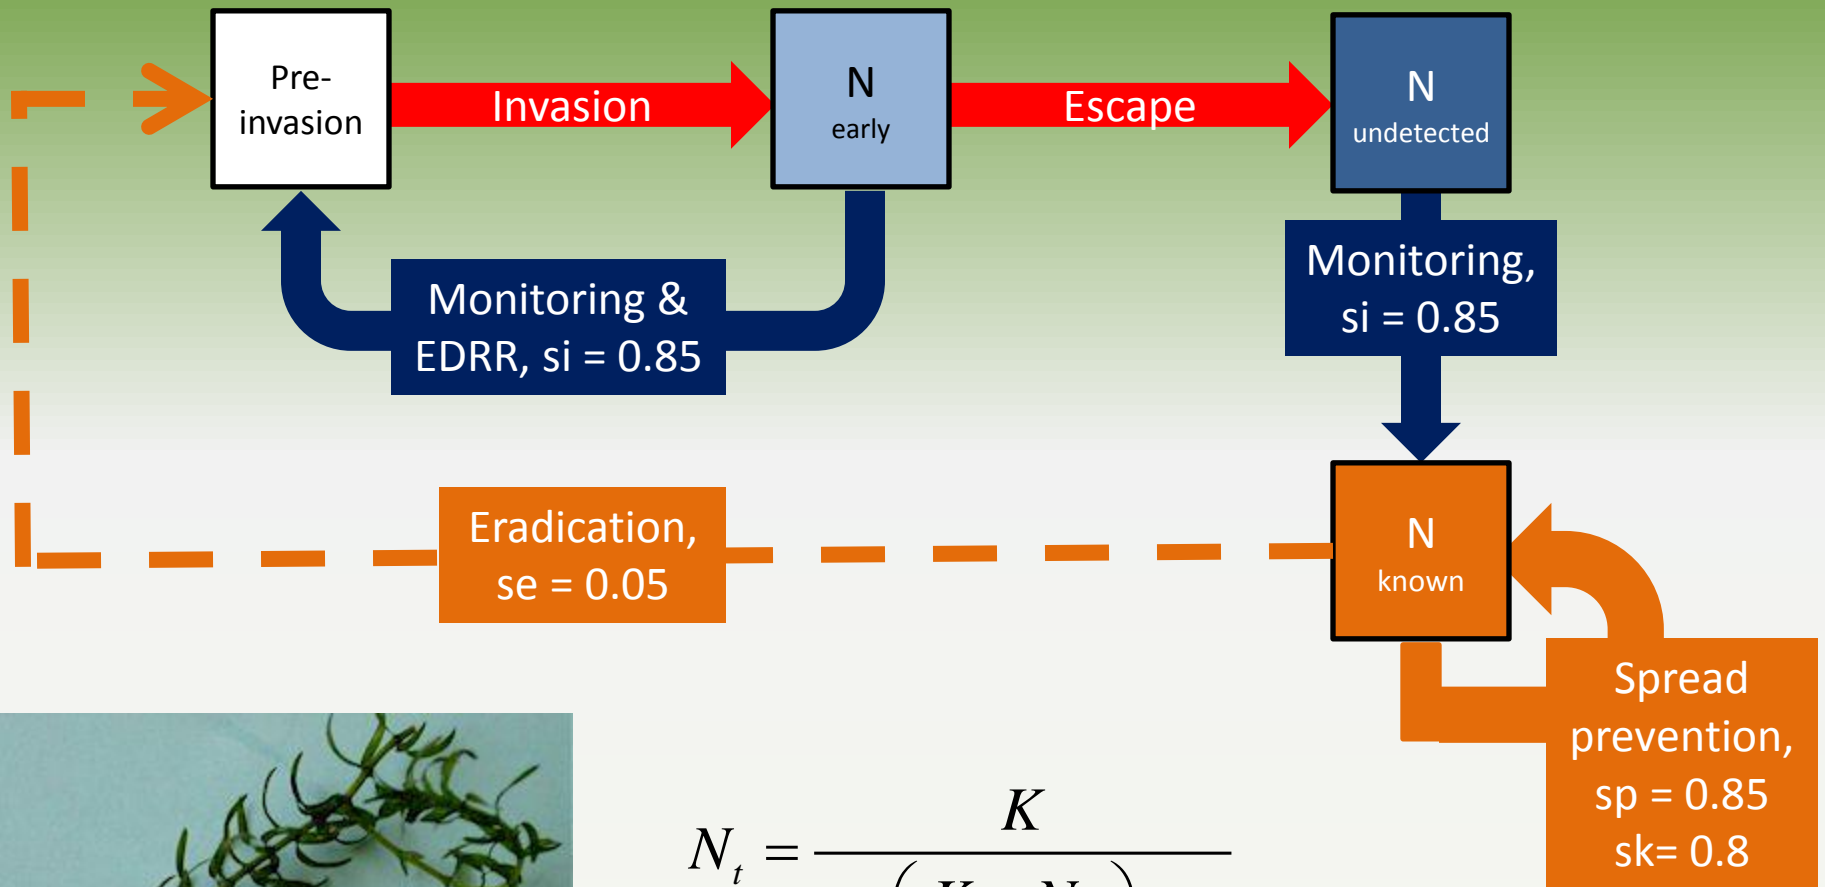 Pre-
invasion
Invasion
N
early
Escape
N
undetected
Monitoring &
EDRR, si = 0.85
Monitoring,
si = 0.85
Eradication,
se = 0.05
N
known
Spread
prevention,
sp = 0.85
sk= 0.8
K
N_t =